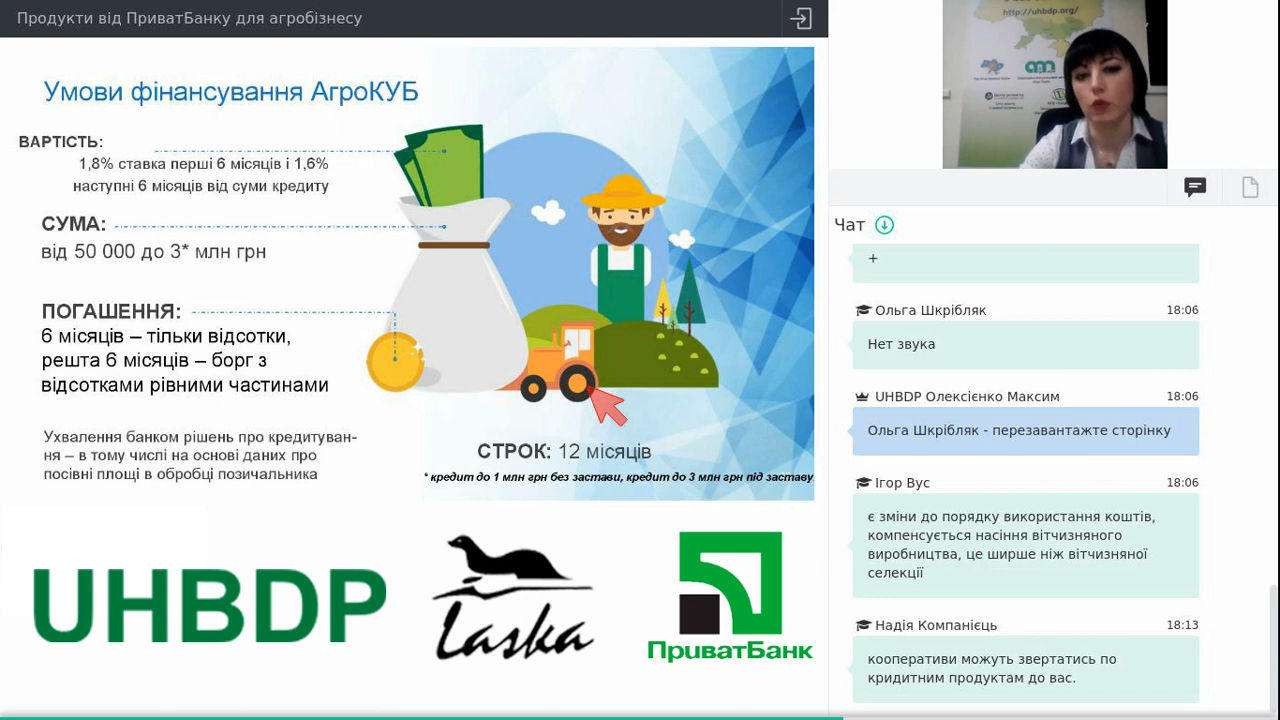 Продукти від ПриватБанку для агробізнесу
Умови фінансування АгроКУБ
ВАРТІСТЬ:
1,8% ставка перші 6 місяців і 1,6%
наступні 6 місяців від суми кредиту
СУМА:
від 50 000 до 3* млн грн
ПОГАШЕННЯ:
6 місяців – тільки відсотки,
решта 6 місяців – борг з
відсотками рівними частинами
Ухвалення банком рішень про кредитуван-
ня – в тому числі на основі даних про
посівні площі в обробці позичальника
СТРОК: 12 місяців
* кредит до 1 млн грн без застави, кредит до 3 млн грн під заставу
UHBDP
Laska
ПриватБанк
http://uhbdp.org/
Чат
+
Ольга Шкрібляк 18:06
Нет звука
UHBDP Олексієнко Максим 18:06
Ольга Шкрібляк - перезавантажте сторінку
Ігор Вус 18:06
є зміни до порядку використання коштів,
компенсується насіння вітчизняного
виробництва, це ширше ніж вітчизняної
селекції
Надія Компанієць 18:13
кооперативи можуть звертатись по
кридитним продуктам до вас.